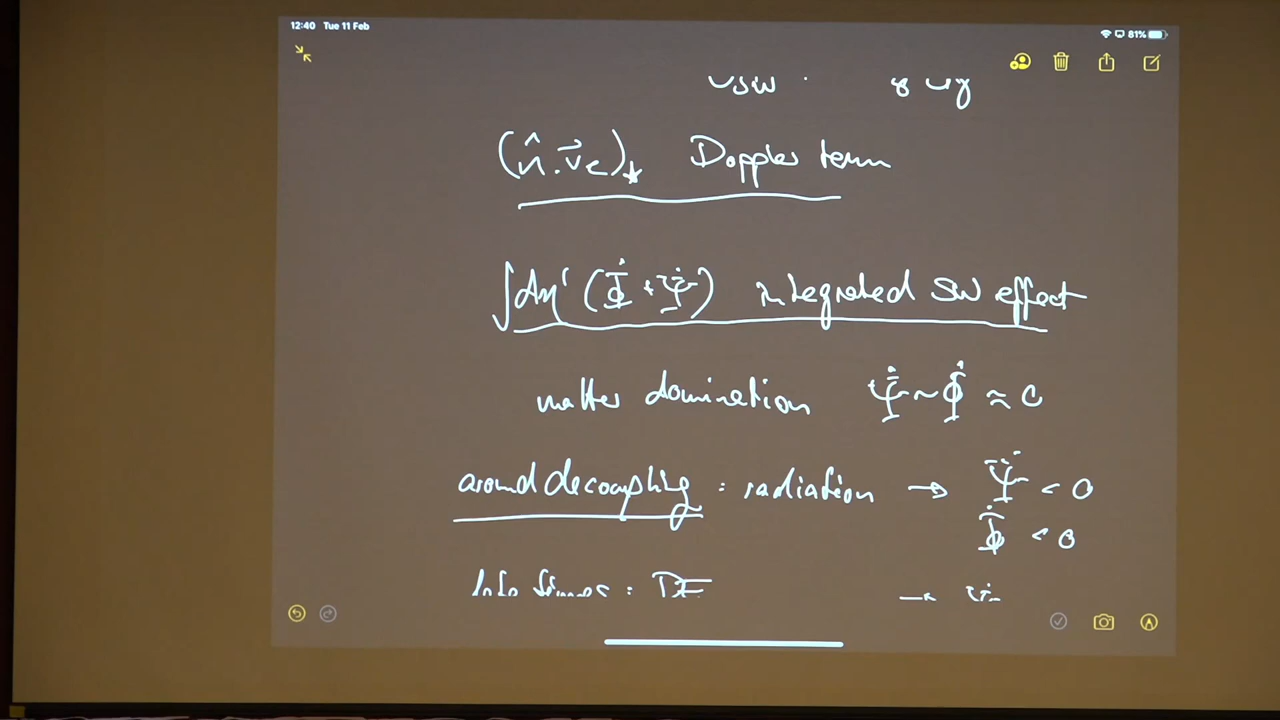 12:40 Tue 11 Feb
81%
(n̂.v⃗e)⋆ Doppler term
∫dη' (Φ̇ + Ψ̇) integrated SW effect
matter domination Ψ̇ ~ Φ̇ ≈ 0
around decoupling : radiation → Ψ̇ < 0
Φ̇ < 0
: DE →